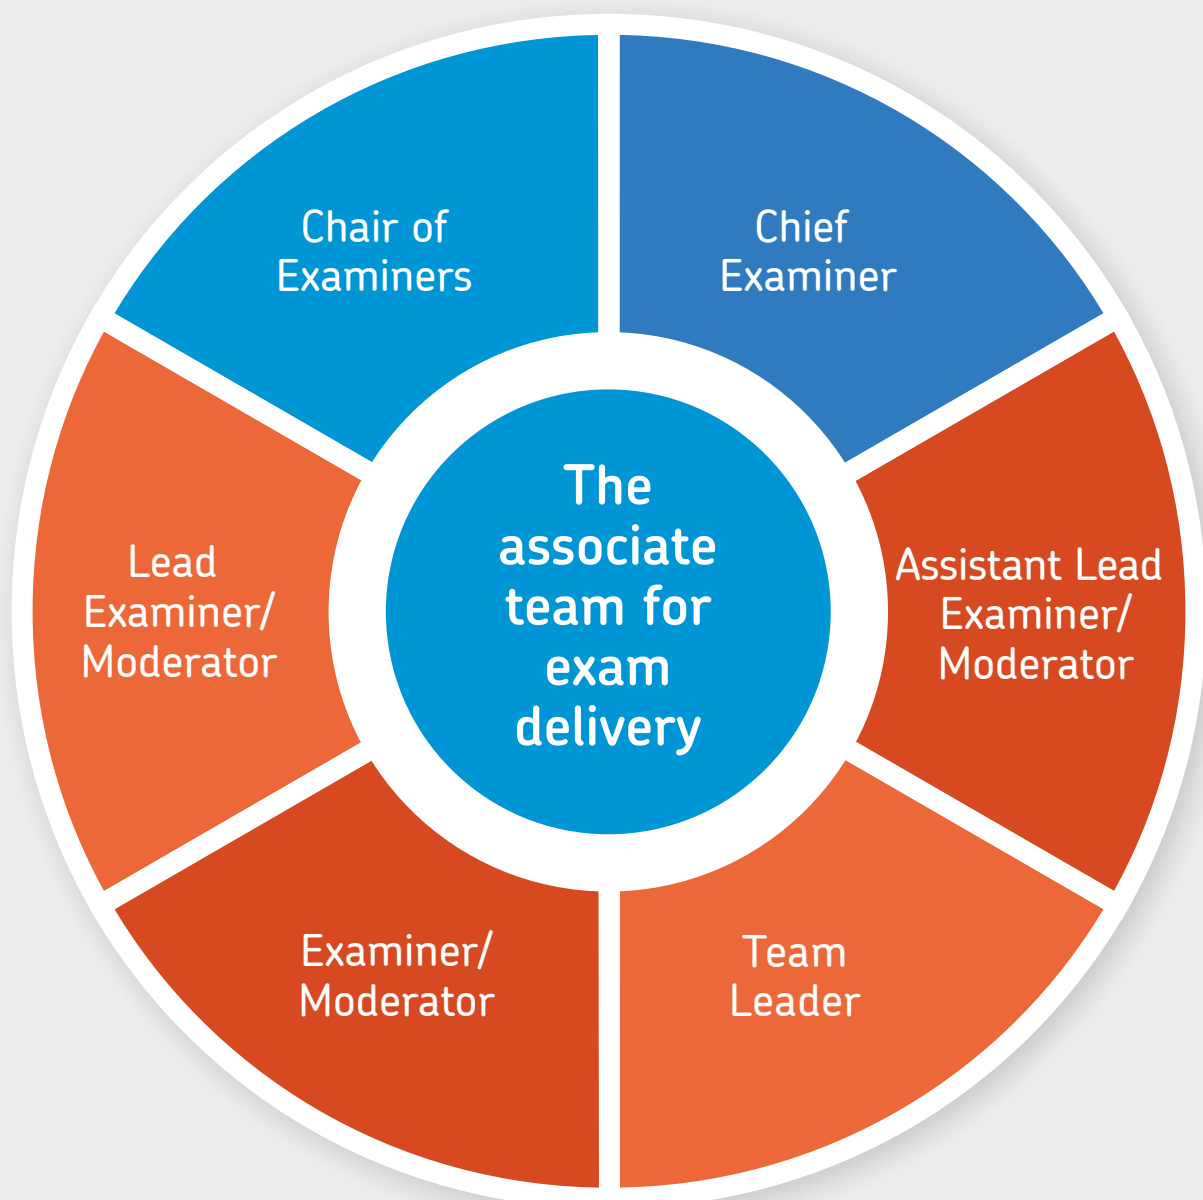 Chair of
Examiners
Chief
Examiner
The
associate
team for
exam
delivery
Lead
Examiner/
Moderator
Assistant Lead
Examiner/
Moderator
Examiner/
Moderator
Team
Leader